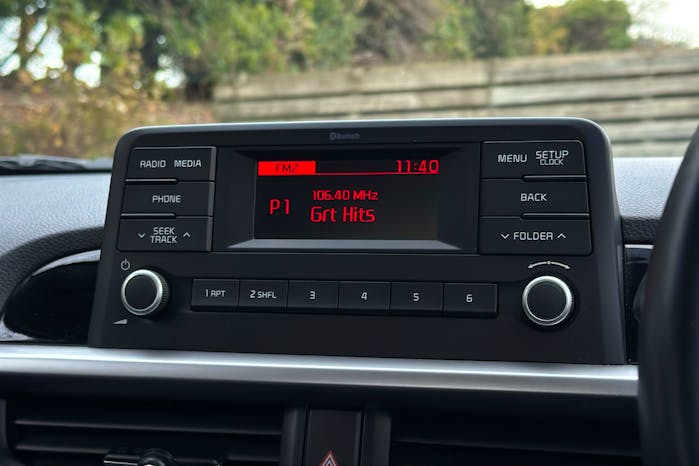 Bluetooth
RADIO MEDIA
PHONE
SEEK
TRACK
FM2 11:40
106.40 MHz
P1
Grt Hits
MENU SETUP
CLOCK
BACK
FOLDER
1 RPT 2 SHFL 3 4 5 6